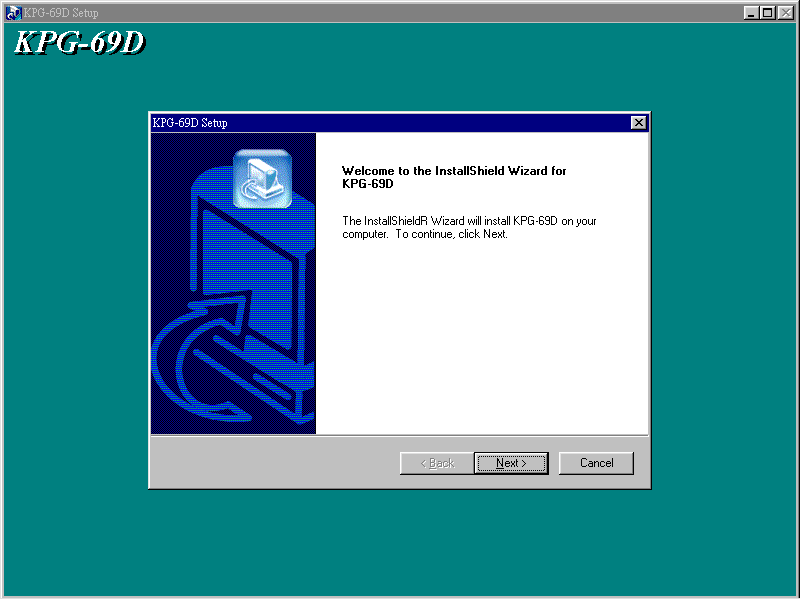 KPG-69D Setup
KPG-69D
KPG-69D Setup
Welcome to the InstallShield Wizard for
KPG-69D
The InstallShieldR Wizard will install KPG-69D on your
computer. To continue, click Next.
< Back
Next >
Cancel